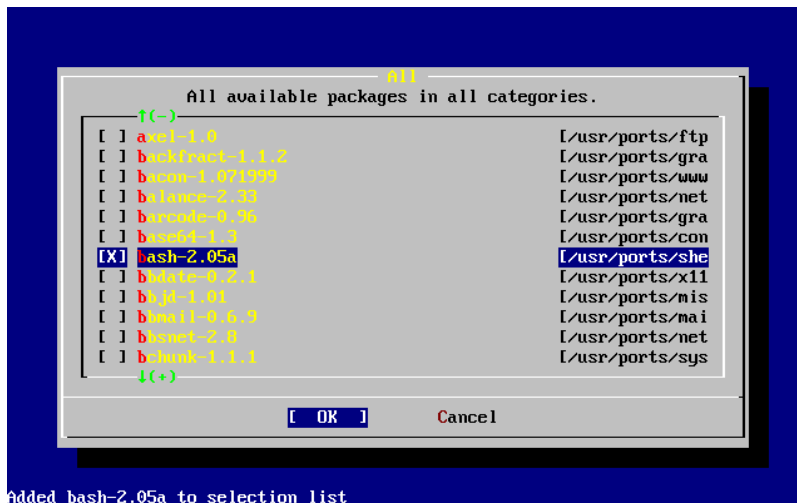 All
All available packages in all categories.
↑(-)
[ ] axel-1.0 [/usr/ports/ftp
[ ] backfract-1.1.2 [/usr/ports/gra
[ ] bacon-1.071999 [/usr/ports/www
[ ] balance-2.33 [/usr/ports/net
[ ] barcode-0.96 [/usr/ports/gra
[ ] base64-1.3 [/usr/ports/con
[X] bash-2.05a [/usr/ports/she
[ ] bbdate-0.2.1 [/usr/ports/x11
[ ] bbjd-1.01 [/usr/ports/mis
[ ] bbmail-0.6.9 [/usr/ports/mai
[ ] bbsnet-2.8 [/usr/ports/net
[ ] bchunk-1.1.1 [/usr/ports/sys
↓(+)
[ OK ] Cancel
Added bash-2.05a to selection list